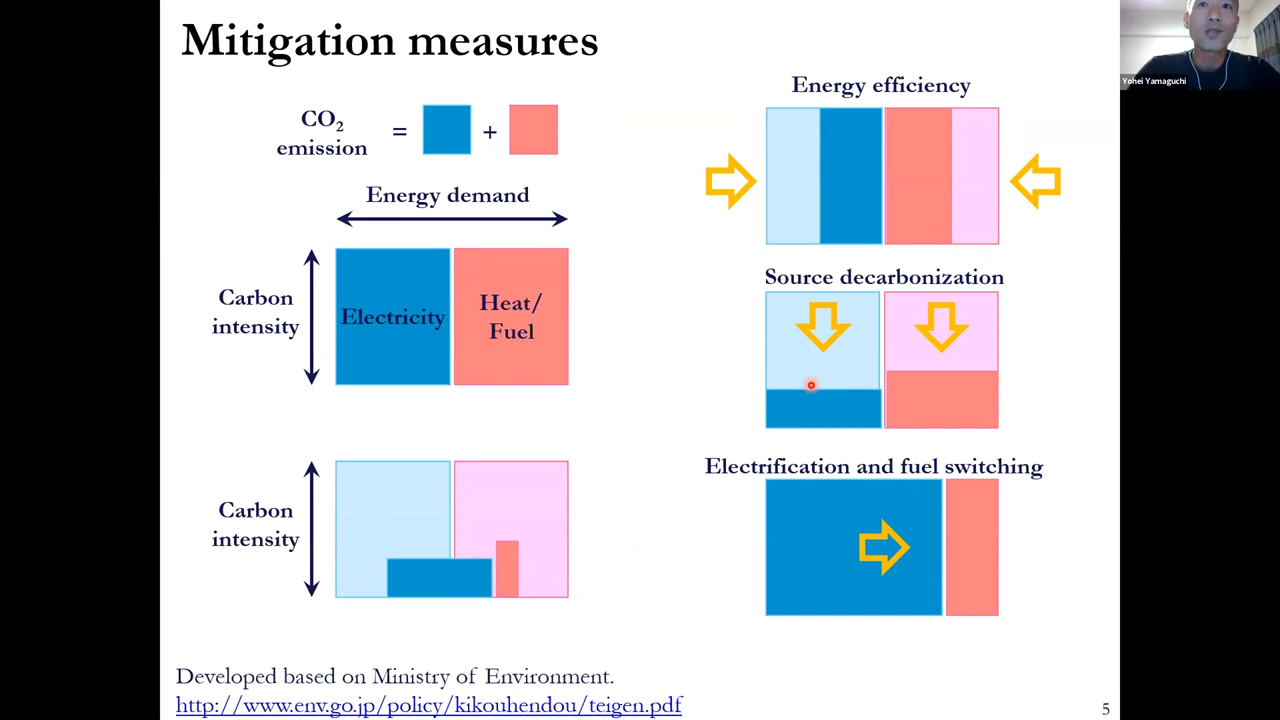 Mitigation measures
Yohei Yamaguchi
CO2
emission
=
+
Energy demand
Carbon
intensity
Electricity
Heat/
Fuel
Carbon
intensity
Energy efficiency
Source decarbonization
Electrification and fuel switching
Developed based on Ministry of Environment.
http://www.env.go.jp/policy/kikouhendou/teigen.pdf
5